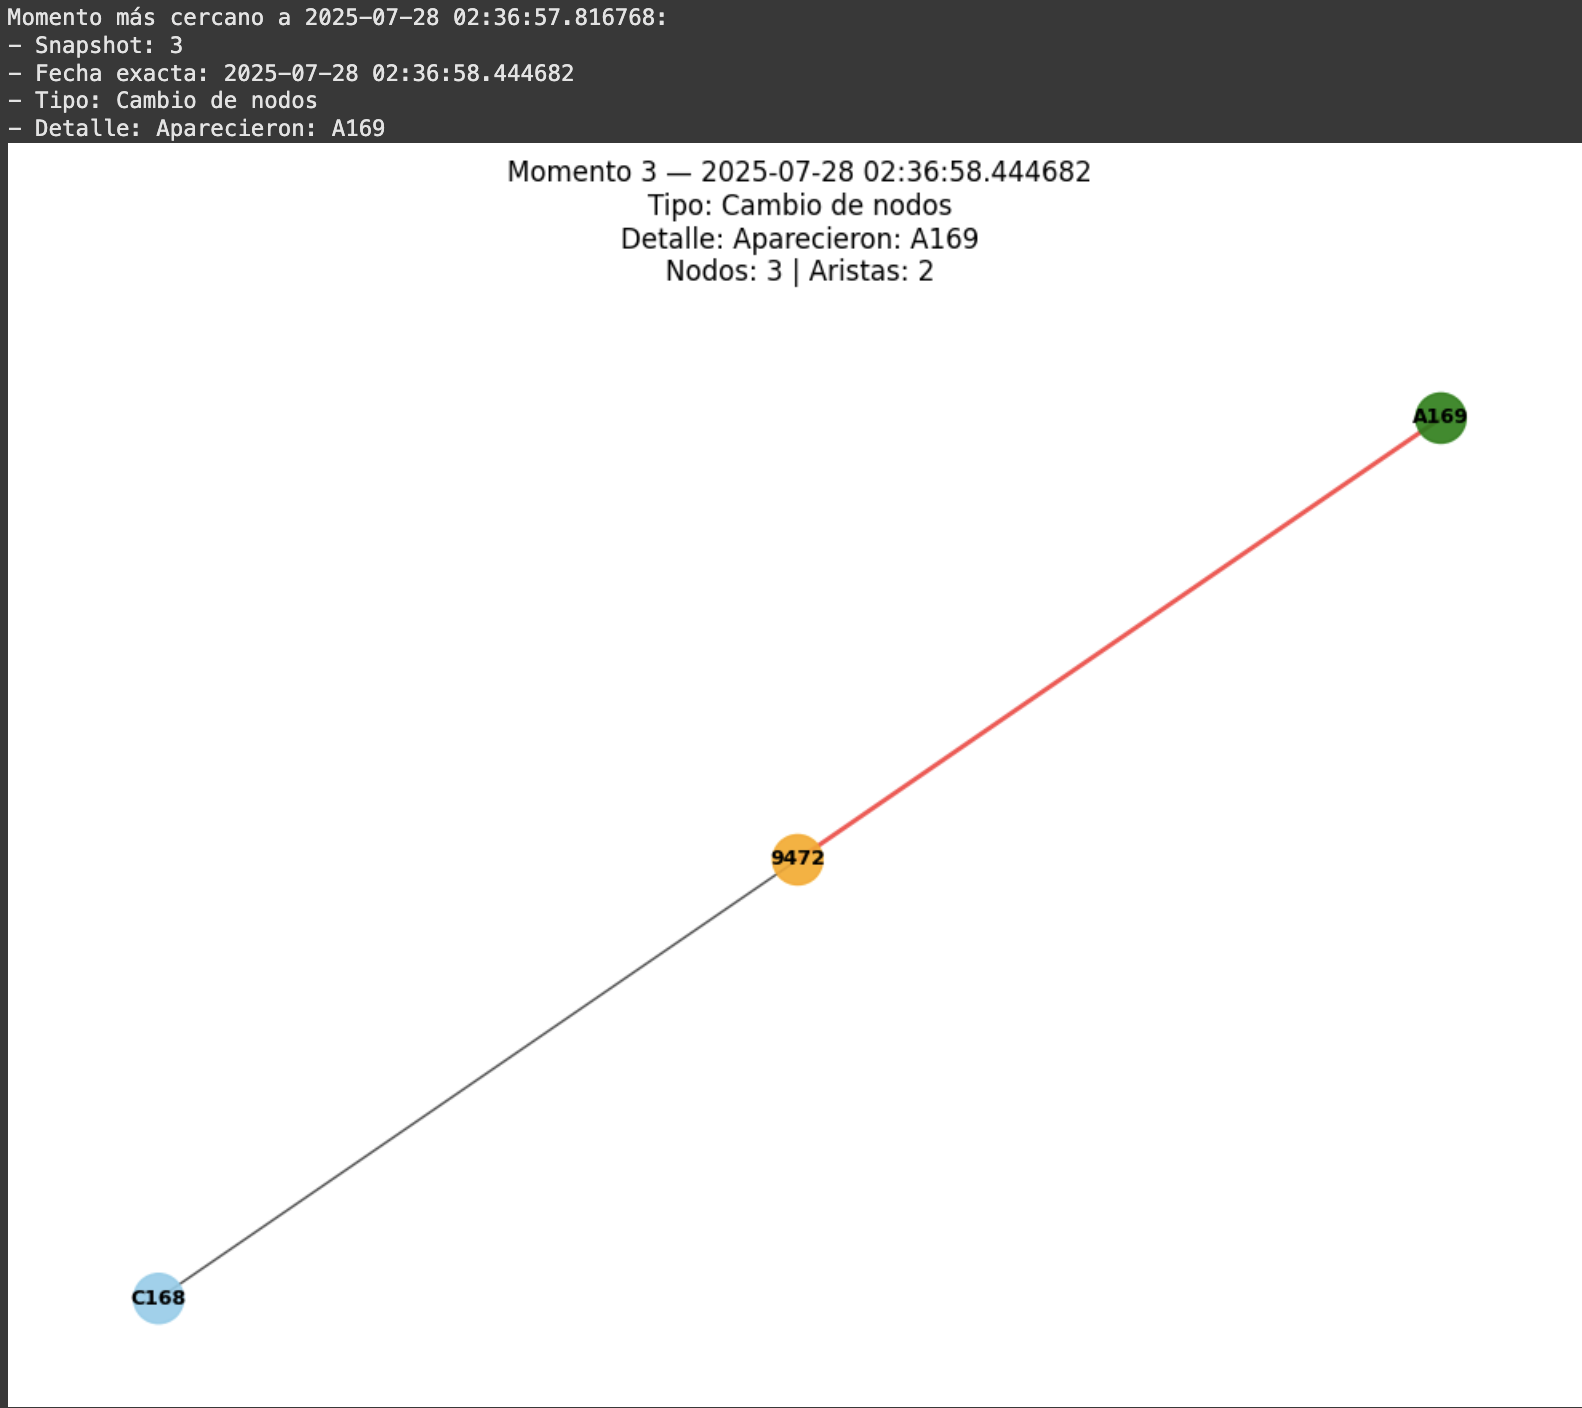 Momento más cercano a 2025-07-28 02:36:57.816768:
- Snapshot: 3
- Fecha exacta: 2025-07-28 02:36:58.444682
- Tipo: Cambio de nodos
- Detalle: Aparecieron: A169
Momento 3 — 2025-07-28 02:36:58.444682
Tipo: Cambio de nodos
Detalle: Aparecieron: A169
Nodos: 3 | Aristas: 2
A169
9472
C168